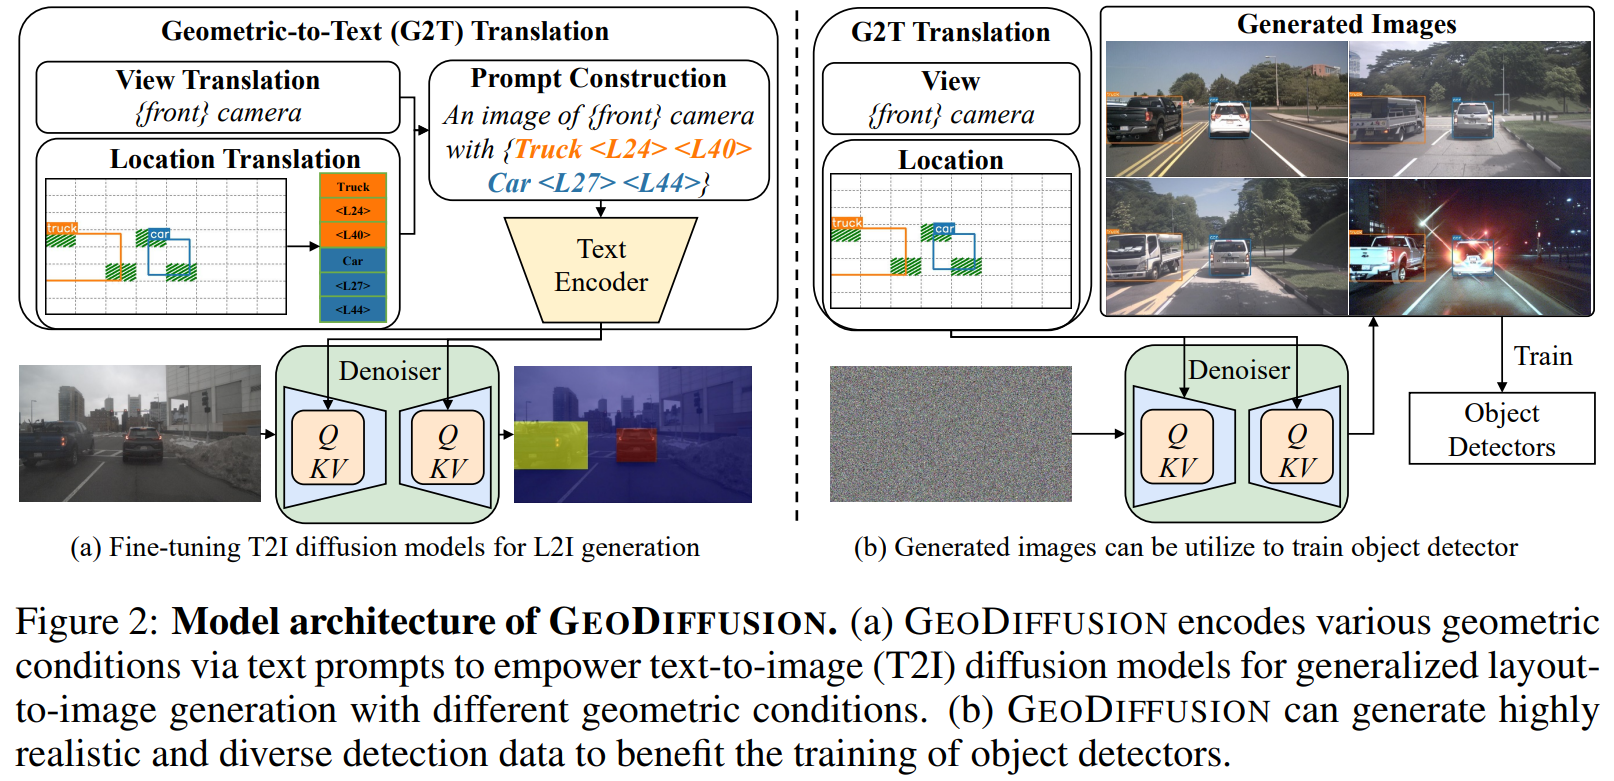 Geometric-to-Text (G2T) Translation
View Translation
{front} camera
Location Translation
truck
car
Truck
<L24>
<L40>
Car
<L27>
<L44>
Prompt Construction
An image of {front} camera
with {Truck <L24> <L40>
Car <L27> <L44>}
Text
Encoder
Denoiser
Q
KV
Q
KV
(a) Fine-tuning T2I diffusion models for L2I generation
G2T Translation
View
{front} camera
Location
truck
car
Generated Images
Denoiser
Q
KV
Q
KV
Train
Object
Detectors
(b) Generated images can be utilize to train object detector
Figure 2: Model architecture of GEODIFFUSION. (a) GEODIFFUSION encodes various geometric
conditions via text prompts to empower text-to-image (T2I) diffusion models for generalized layout-
to-image generation with different geometric conditions. (b) GEODIFFUSION can generate highly
realistic and diverse detection data to benefit the training of object detectors.